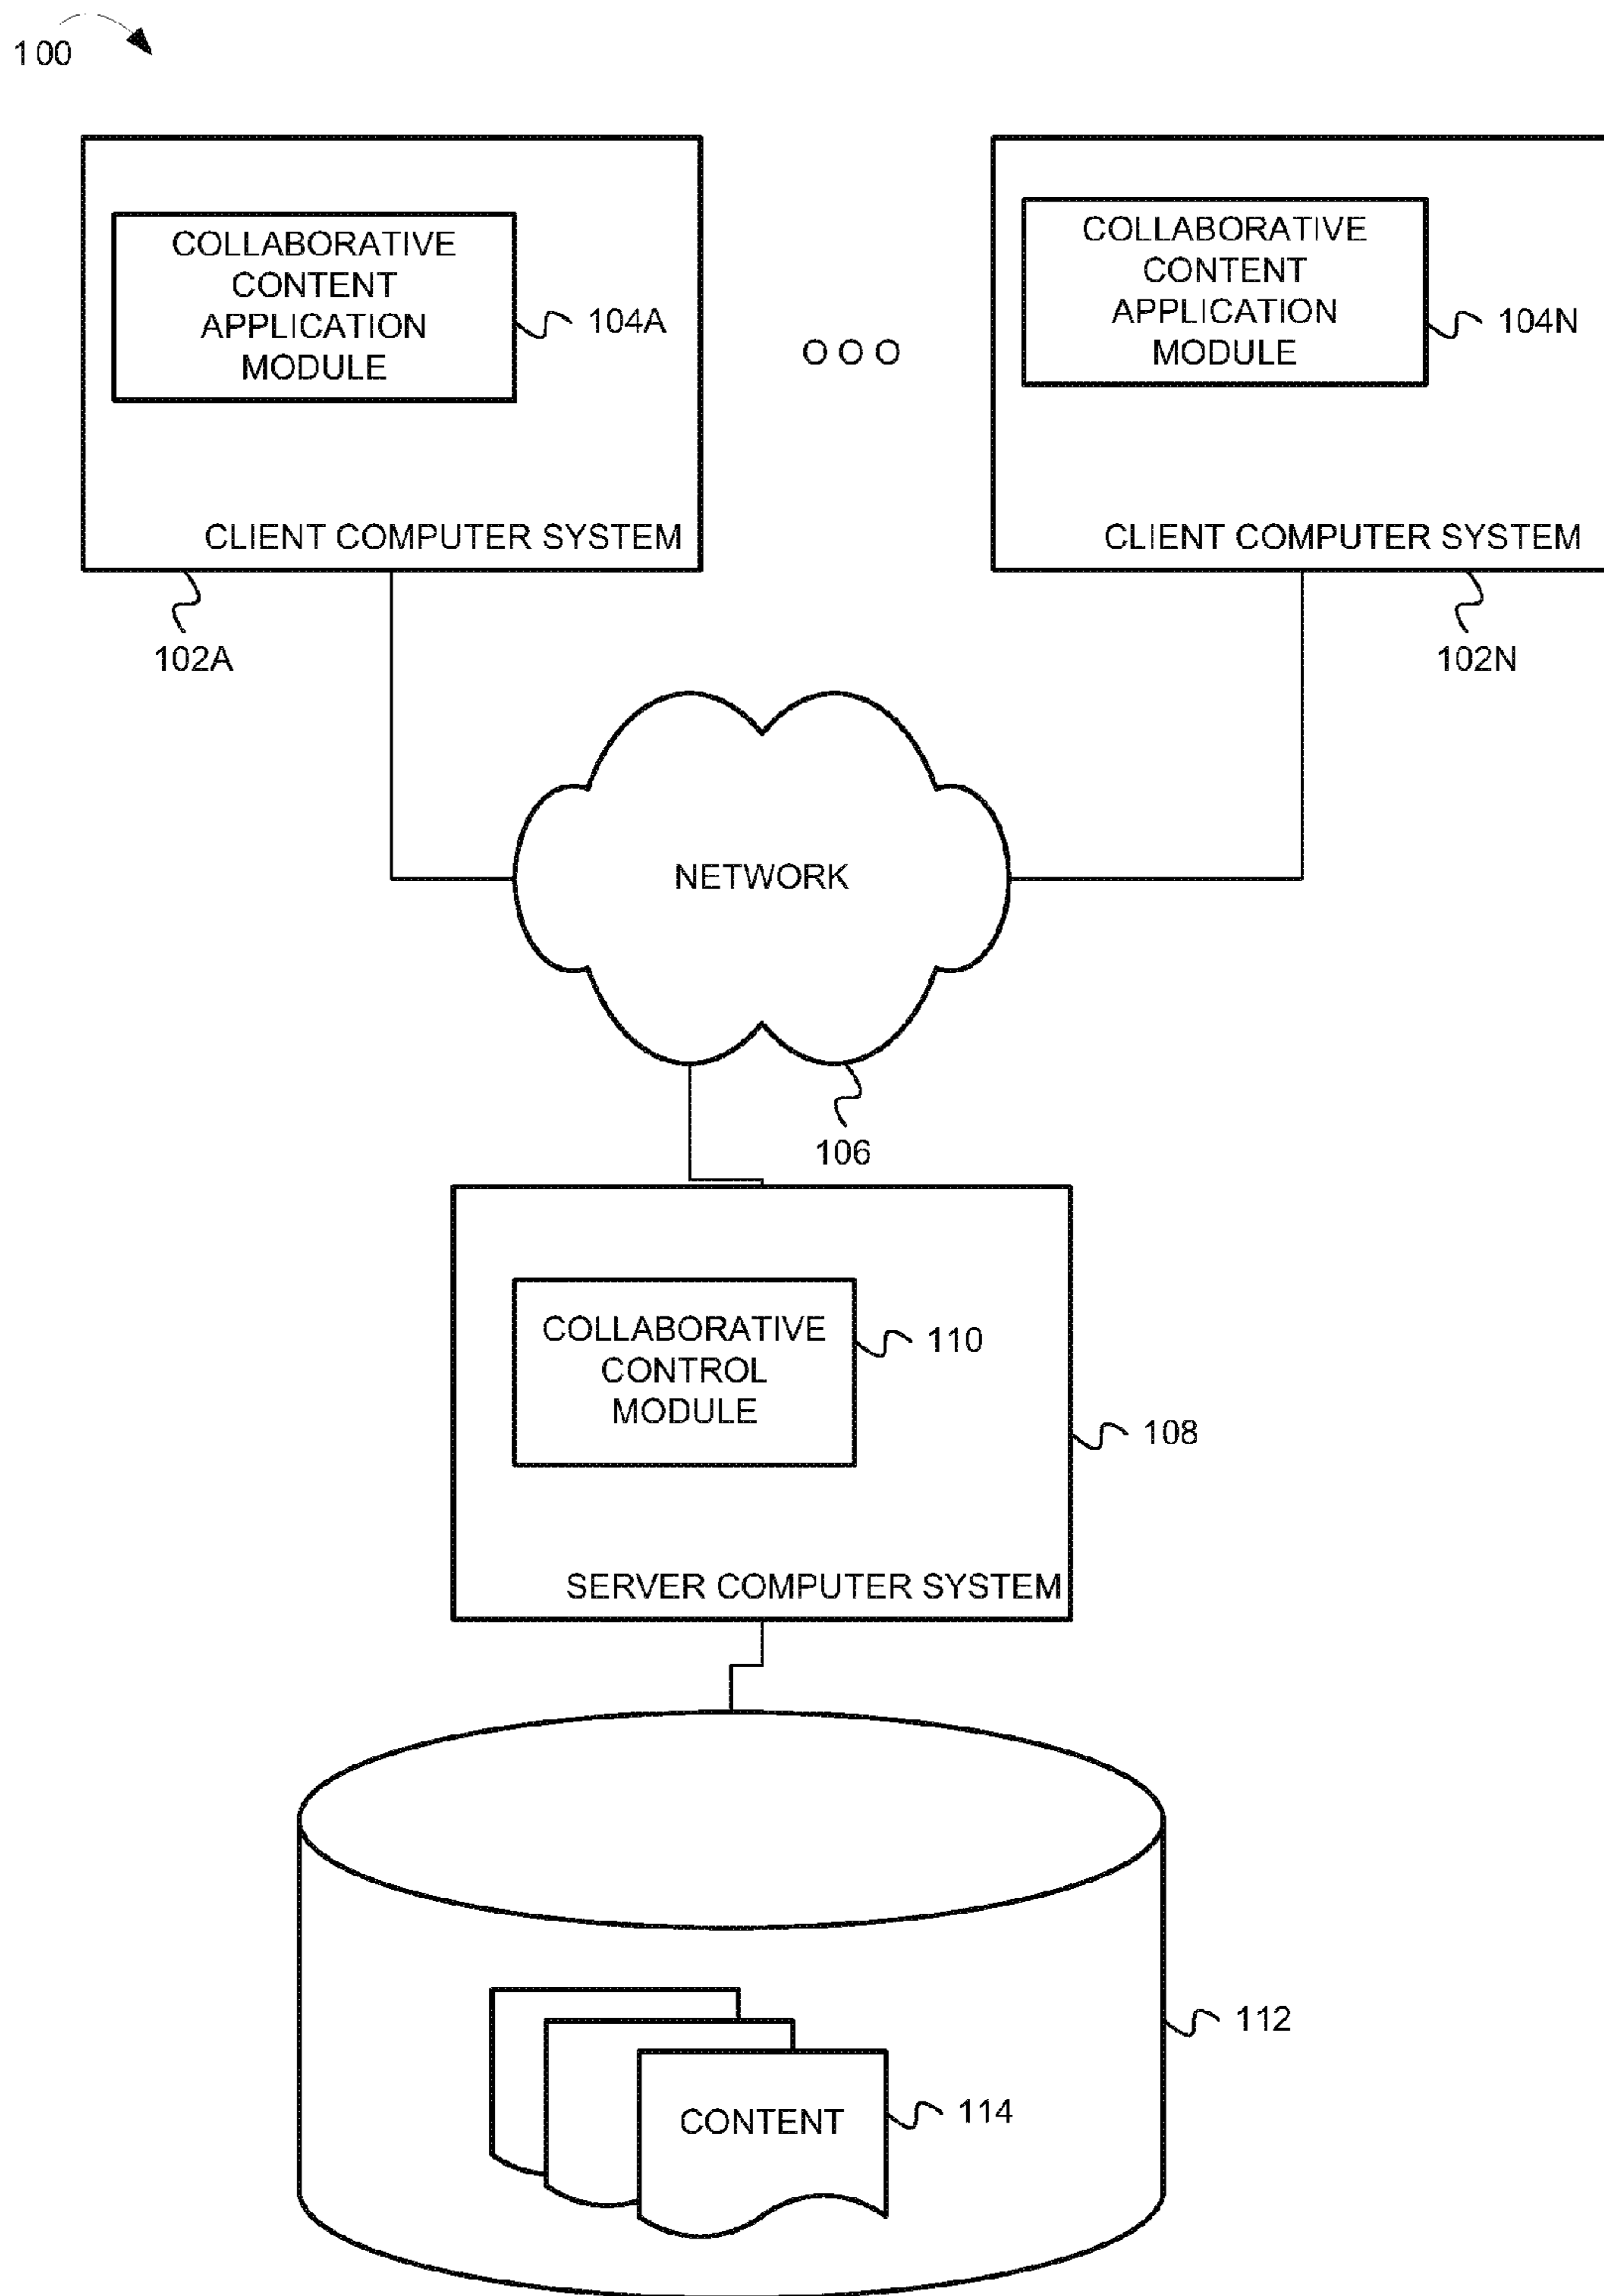 100
COLLABORATIVE
CONTENT
APPLICATION
MODULE
104A
CLIENT COMPUTER SYSTEM
102A
OOO
COLLABORATIVE
CONTENT
APPLICATION
MODULE
104N
CLIENT COMPUTER SYSTEM
102N
NETWORK
106
COLLABORATIVE
CONTROL
MODULE
110
108
SERVER COMPUTER SYSTEM
112
CONTENT
114